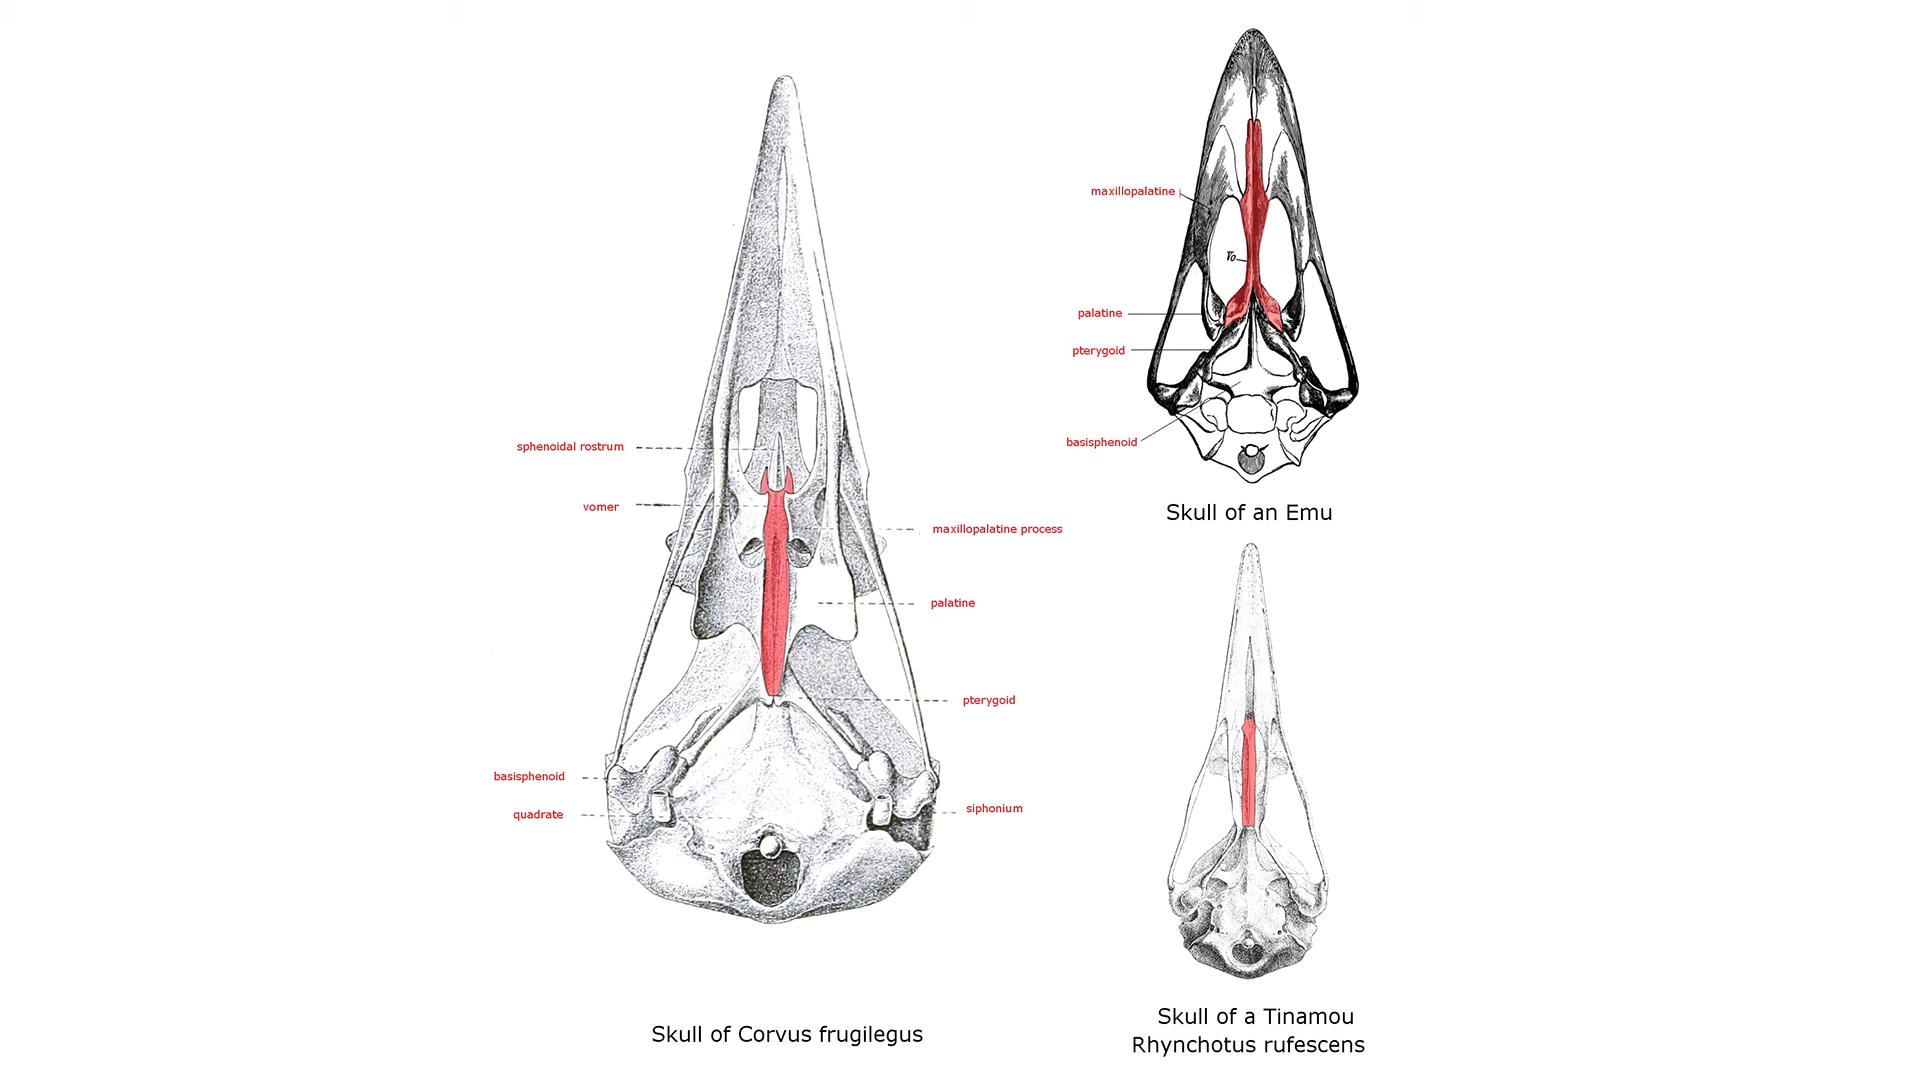 sphenoidal rostrum
vomer
maxillopalatine process
palatine
pterygoid
basisphenoid
quadrate
siphonium
Skull of Corvus frugilegus
maxillopalatine
Vo
palatine
pterygoid
basisphenoid
Skull of an Emu
Skull of a Tinamou
Rhynchotus rufescens